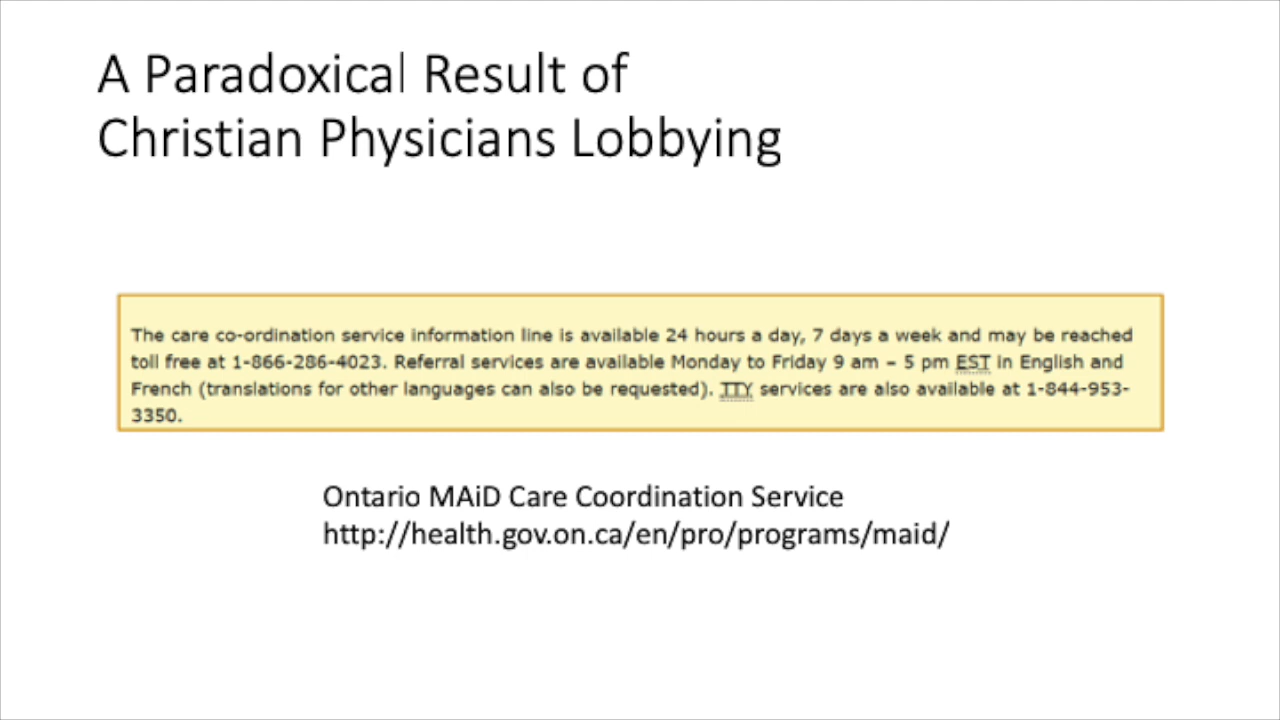 A Paradoxical Result of
Christian Physicians Lobbying
The care co-ordination service information line is available 24 hours a day, 7 days a week and may be reached
toll free at 1-866-286-4023. Referral services are available Monday to Friday 9 am – 5 pm EST in English and
French (translations for other languages can also be requested). TTY services are also available at 1-844-953-
3350.
Ontario MAiD Care Coordination Service
http://health.gov.on.ca/en/pro/programs/maid/